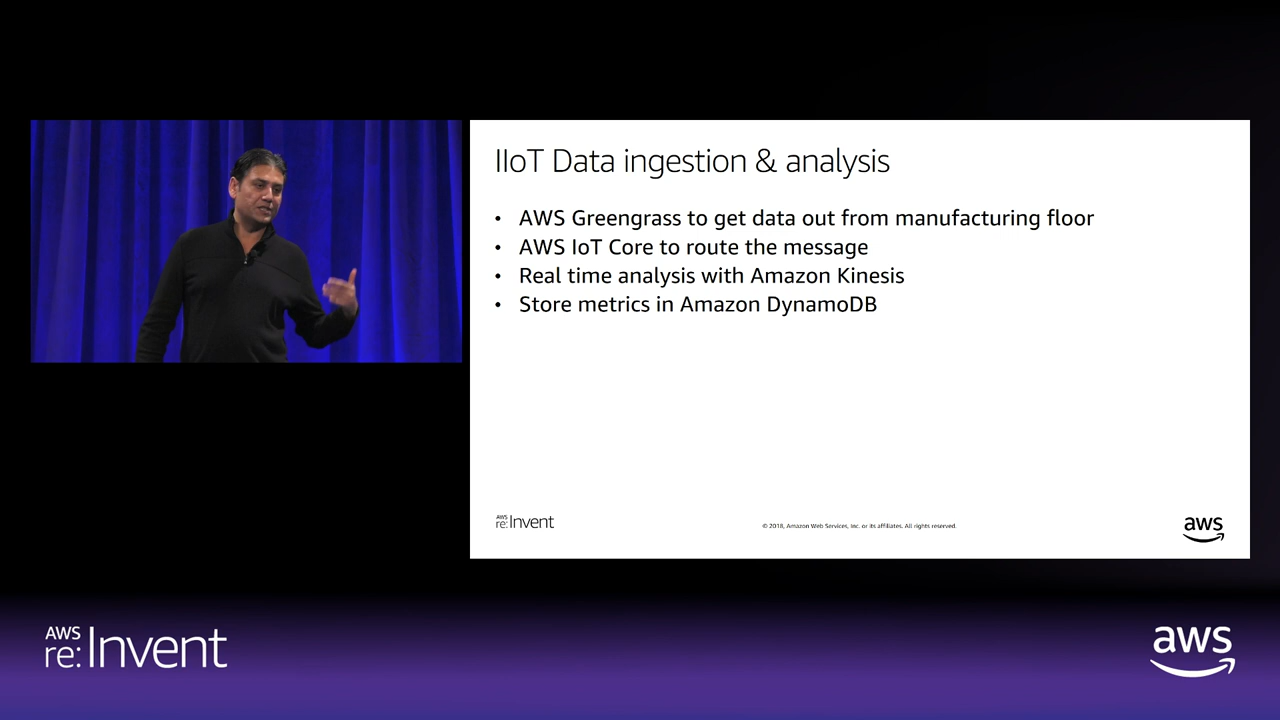 IIoT Data ingestion & analysis
• AWS Greengrass to get data out from manufacturing floor
• AWS IoT Core to route the message
• Real time analysis with Amazon Kinesis
• Store metrics in Amazon DynamoDB
AWS
re:Invent
© 2018, Amazon Web Services, Inc. or its affiliates. All rights reserved.
aws
AWS
re:Invent
aws